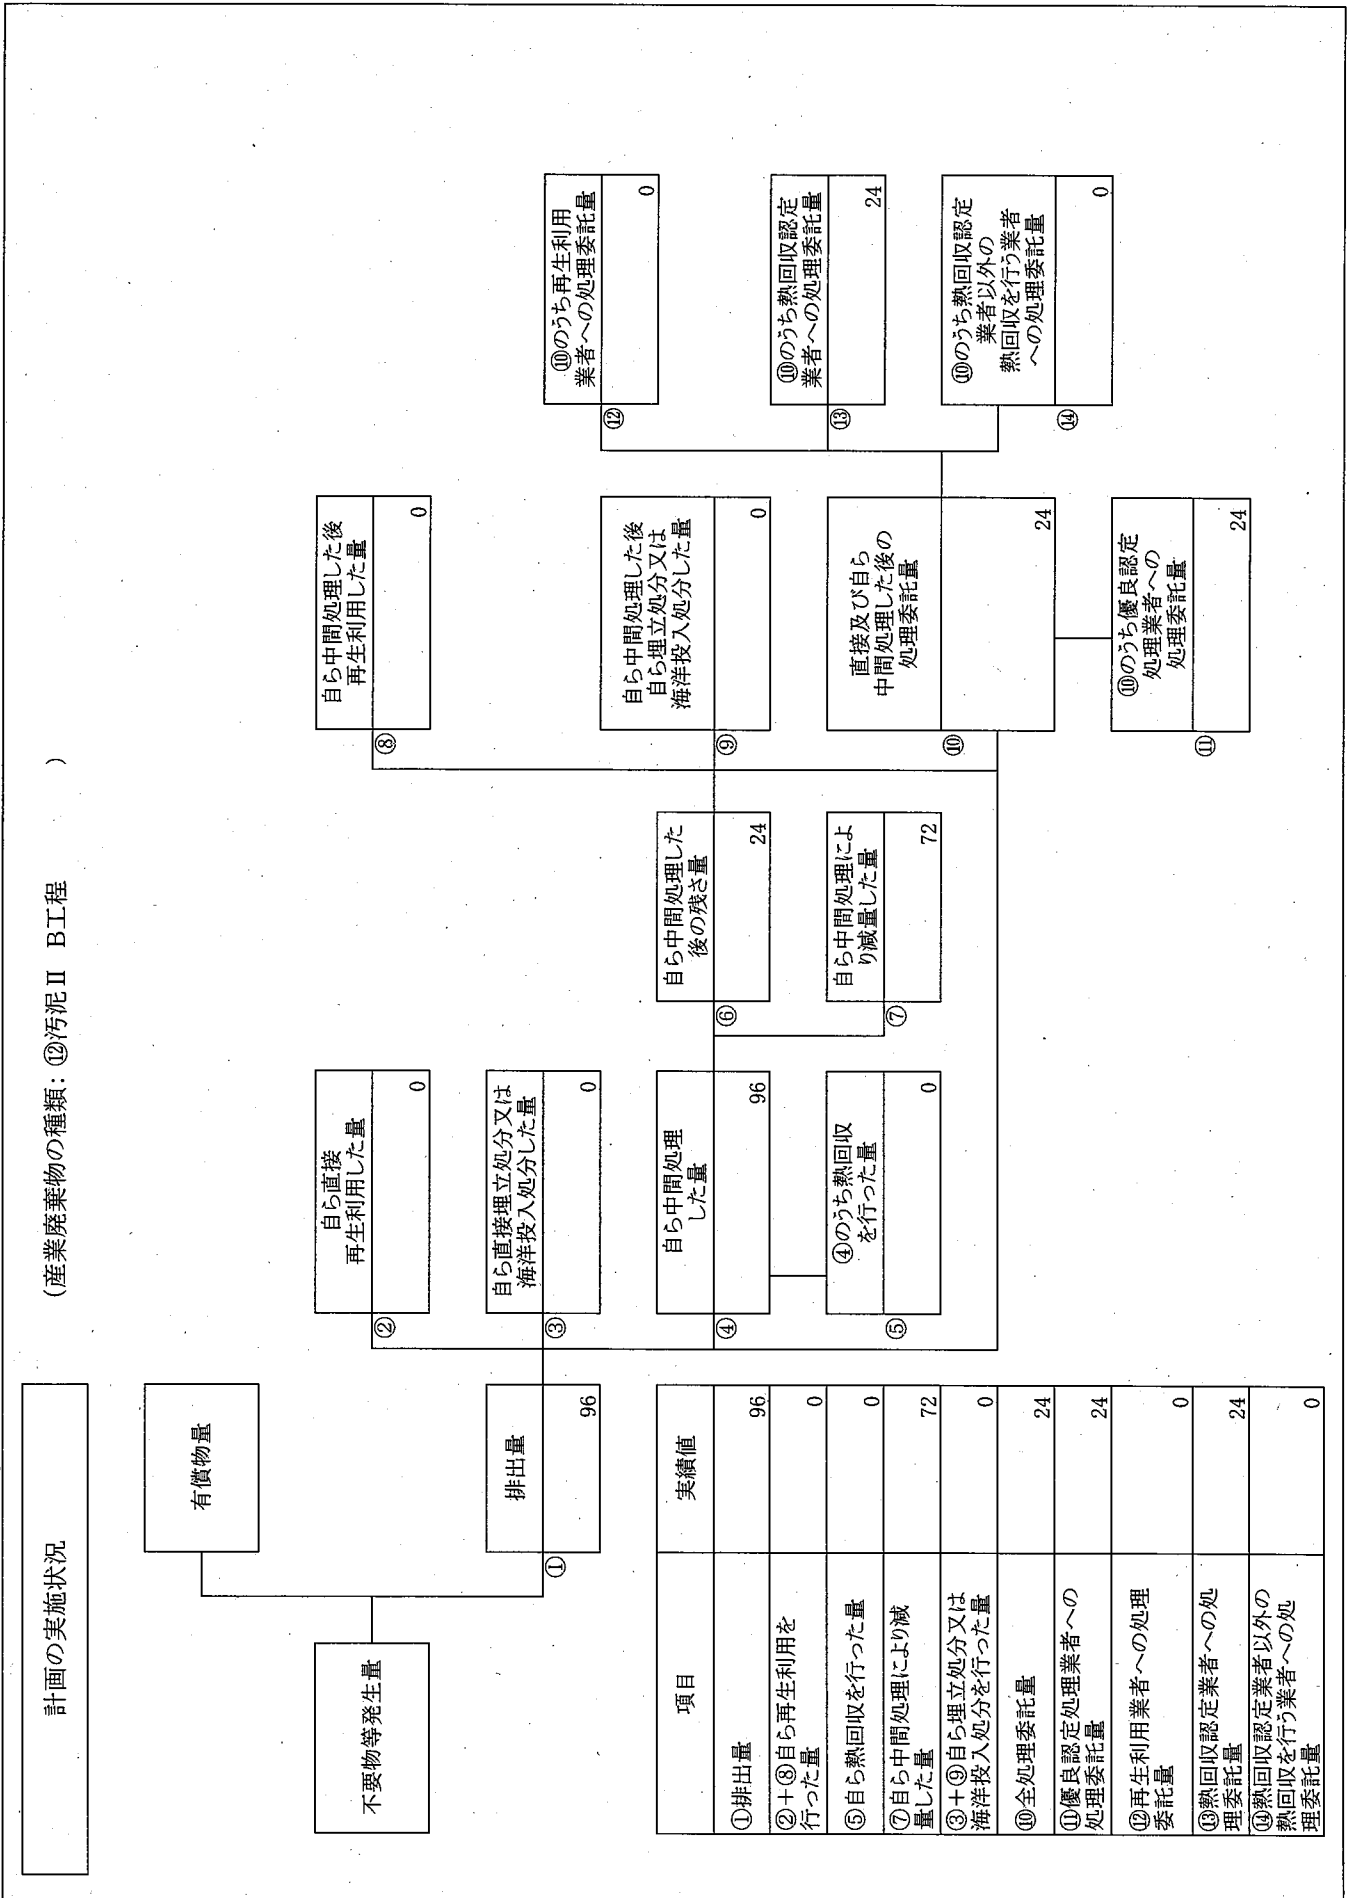 計画の実施状況
(産業廃棄物の種類：⑫汚泥Ⅱ　B工程　　　　)
不要物等発生量
有償物量
排出量
①
96
②
自ら直接
再生利用した量
0
③
自ら直接埋立処分又は
海洋投入処分した量
0
④
自ら中間処理
した量
96
⑤
④のうち熱回収
を行った量
0
⑥
自ら中間処理した
後の残さ量
24
⑦
自ら中間処理によ
り減量した量
72
⑧
自ら中間処理した後
再生利用した量
0
⑨
自ら中間処理した後
自ら埋立処分又は
海洋投入処分した量
0
⑩
直接及び自ら
中間処理した後の
処理委託量
24
⑪
⑩のうち優良認定
処理業者への
処理委託量
24
⑫
⑩のうち再生利用
業者への処理委託量
0
⑬
⑩のうち熱回収認定
業者への処理委託量
24
⑭
⑩のうち熱回収認定
業者以外の
熱回収を行う業者
への処理委託量
0
項目　実績値
①排出量　96
②＋⑧自ら再生利用を
行った量　0
⑤自ら熱回収を行った量　0
⑦自ら中間処理により減
量した量　72
③＋⑨自ら埋立処分又は
海洋投入処分を行った量　0
⑩全処理委託量　24
⑪優良認定処理業者への
処理委託量　24
⑫再生利用業者への処理
委託量　0
⑬熱回収認定業者への処
理委託量　24
⑭熱回収認定業者以外の
熱回収を行う業者への処
理委託量　0